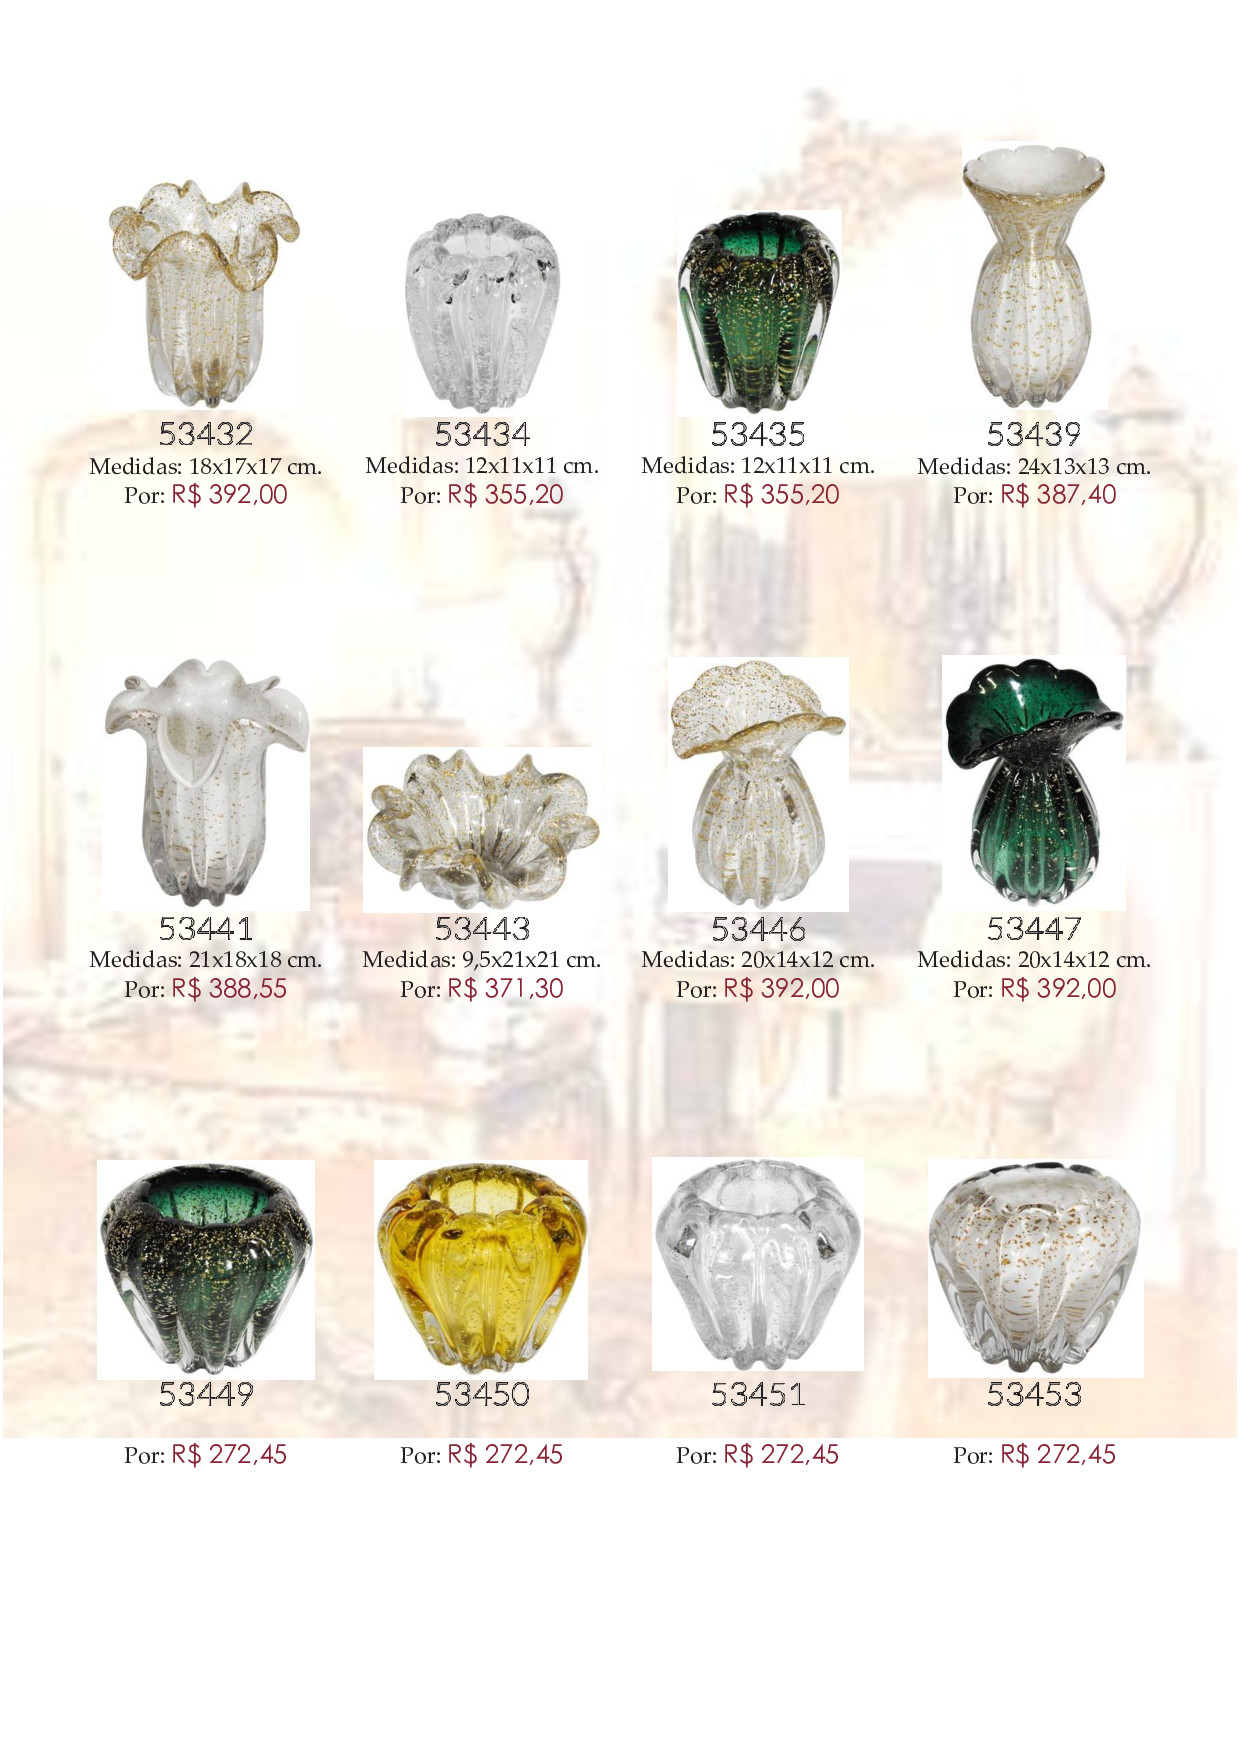 53432
Medidas: 18x17x17 cm.
Por: R$ 392,00
53434
Medidas: 12x11x11 cm.
Por: R$ 355,20
53435
Medidas: 12x11x11 cm.
Por: R$ 355,20
53439
Medidas: 24x13x13 cm.
Por: R$ 387,40
53441
Medidas: 21x18x18 cm.
Por: R$ 388,55
53443
Medidas: 9,5x21x21 cm.
Por: R$ 371,30
53446
Medidas: 20x14x12 cm.
Por: R$ 392,00
53447
Medidas: 20x14x12 cm.
Por: R$ 392,00
53449
Por: R$ 272,45
53450
Por: R$ 272,45
53451
Por: R$ 272,45
53453
Por: R$ 272,45